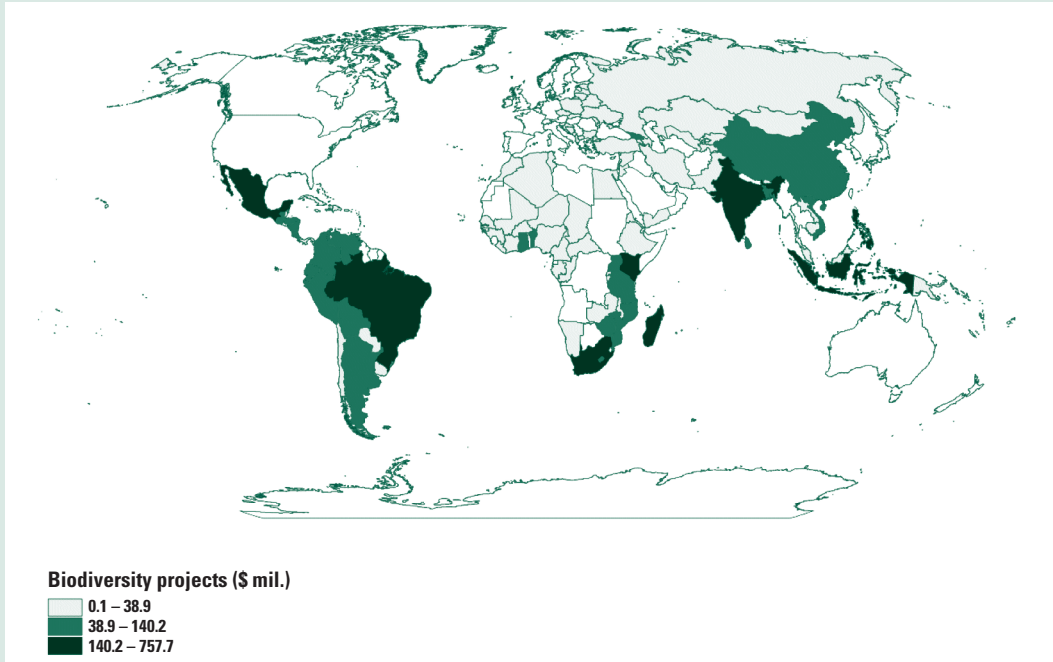 Biodiversity projects ($ mil.)
0.1 – 38.9
38.9 – 140.2
140.2 – 757.7